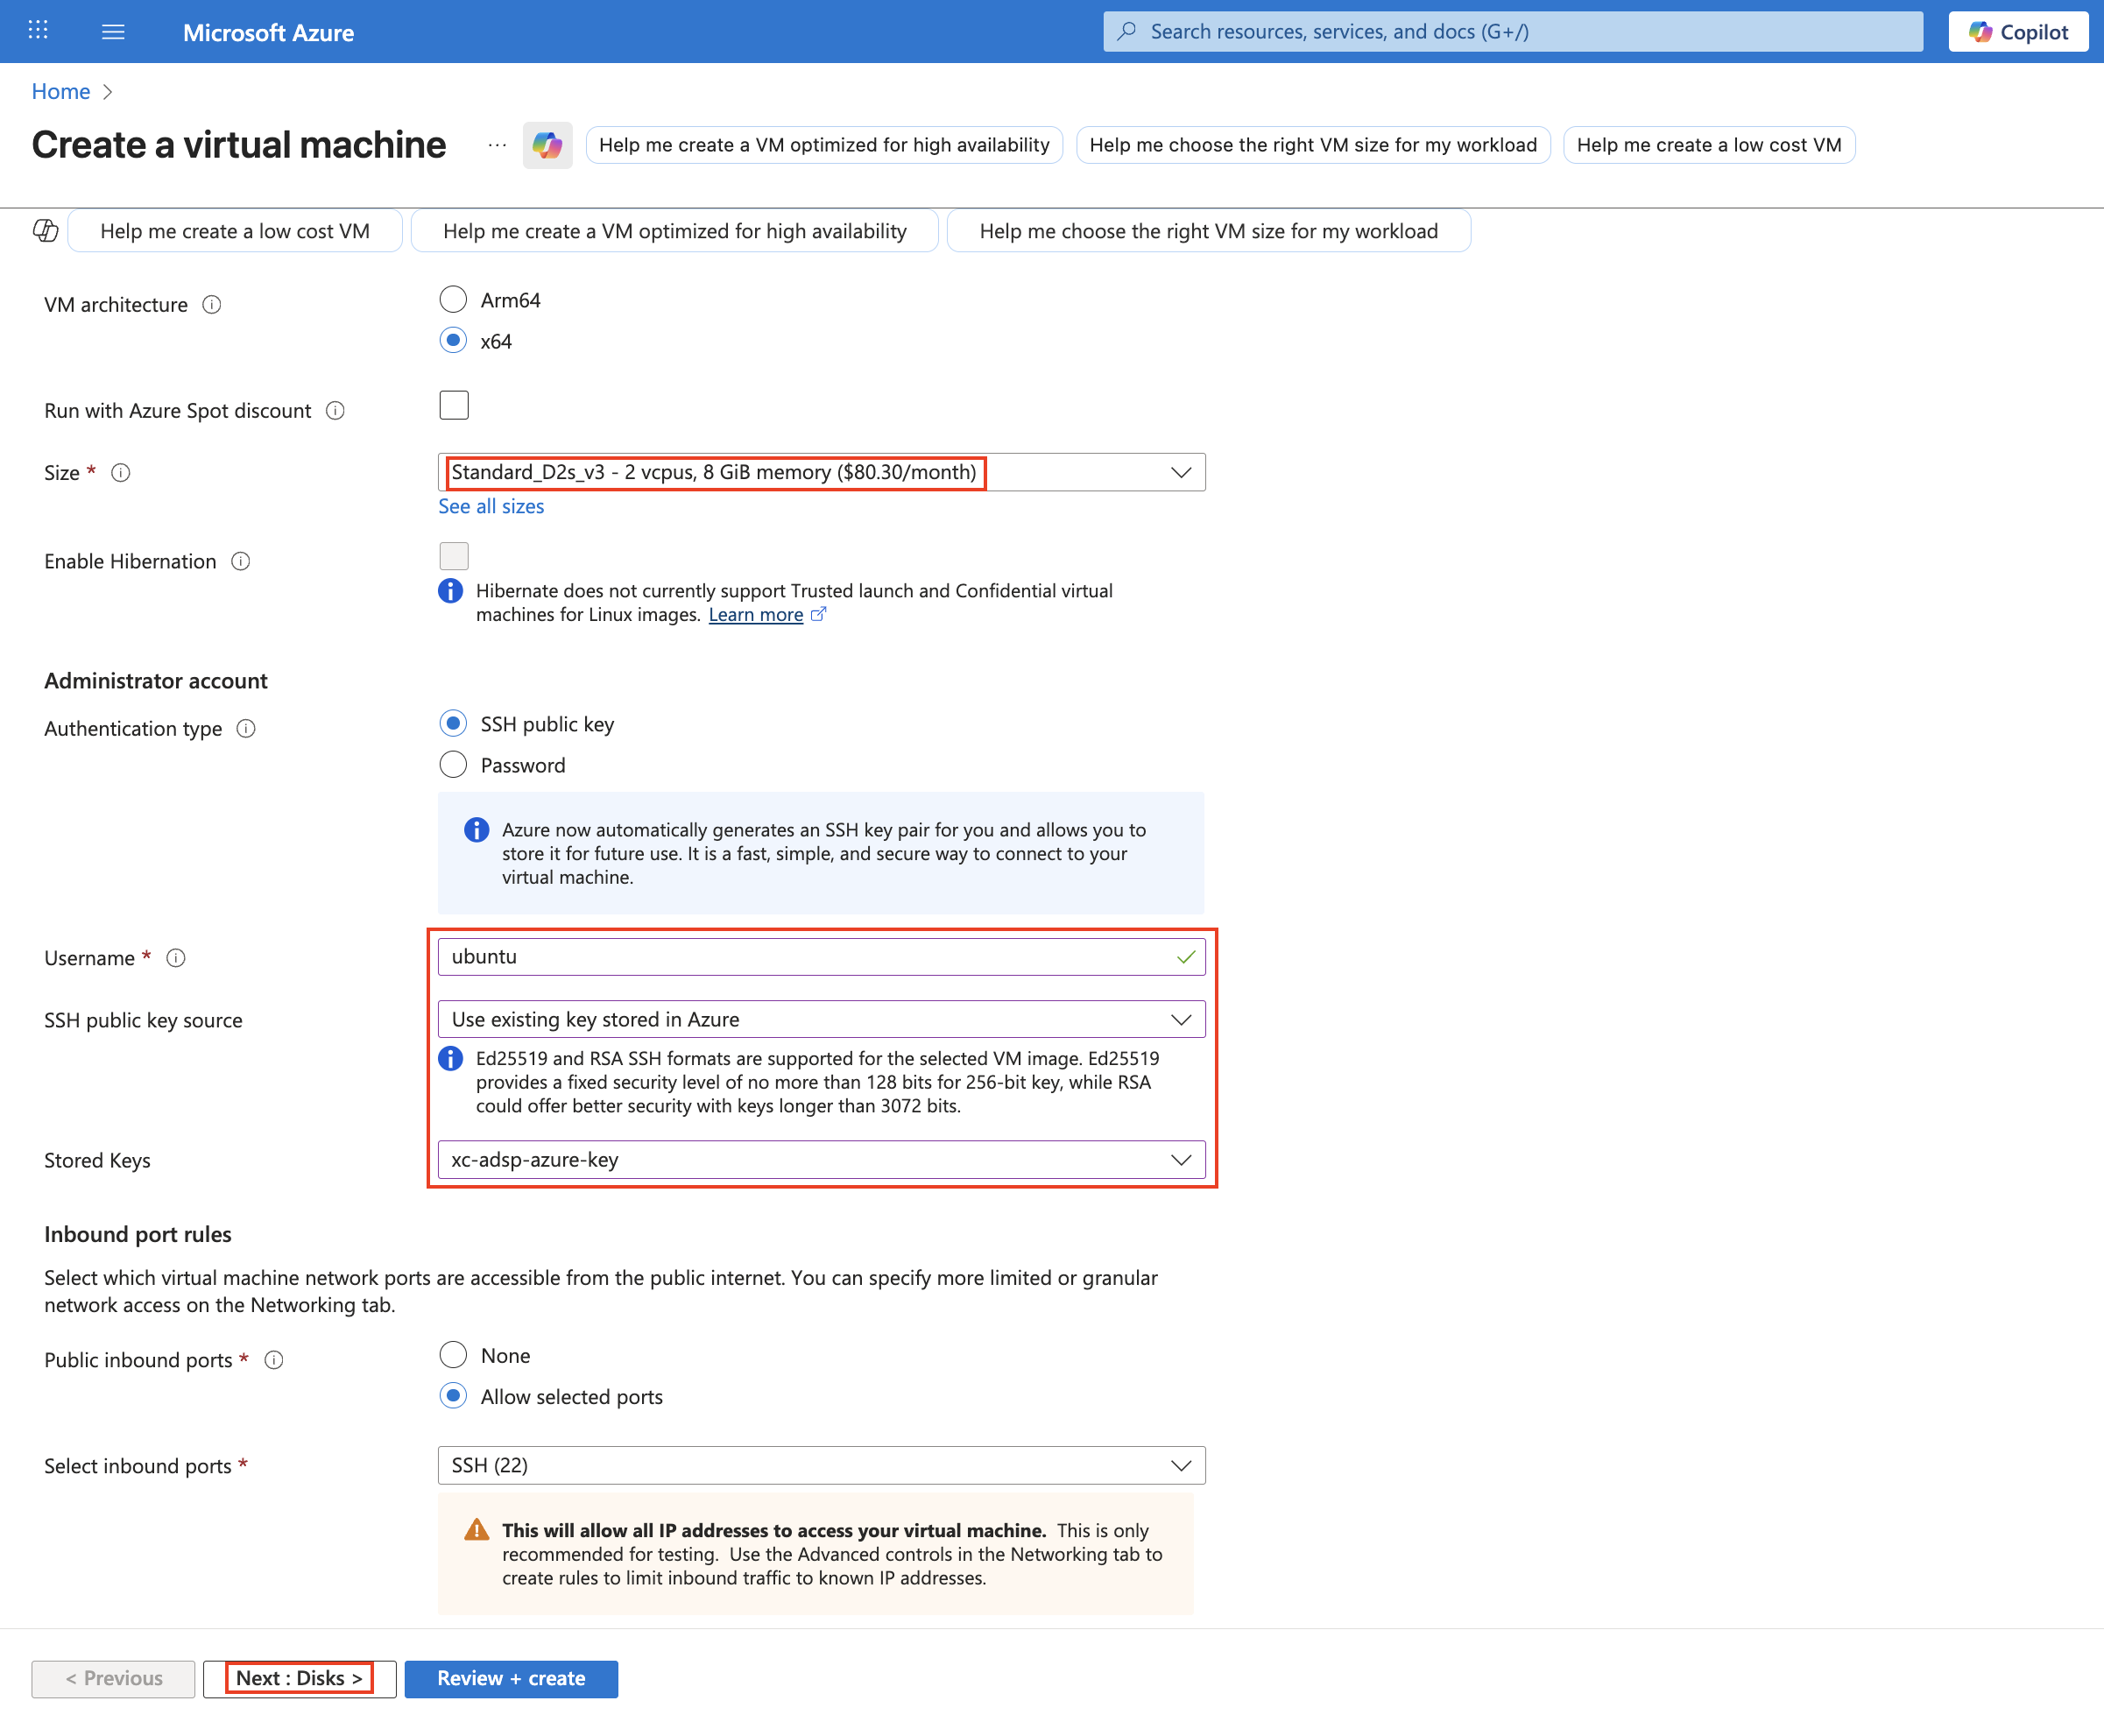 Microsoft Azure
Search resources, services, and docs (G+/)
Copilot
Home >
Create a virtual machine
...
Help me create a VM optimized for high availability
Help me choose the right VM size for my workload
Help me create a low cost VM
Help me create a low cost VM
Help me create a VM optimized for high availability
Help me choose the right VM size for my workload
VM architecture
Arm64
x64
Run with Azure Spot discount
Size *
Standard_D2s_v3 - 2 vcpus, 8 GiB memory ($80.30/month)
See all sizes
Enable Hibernation
Hibernate does not currently support Trusted launch and Confidential virtual
machines for Linux images. Learn more
Administrator account
Authentication type
SSH public key
Password
Azure now automatically generates an SSH key pair for you and allows you to
store it for future use. It is a fast, simple, and secure way to connect to your
virtual machine.
Username *
ubuntu
SSH public key source
Use existing key stored in Azure
Ed25519 and RSA SSH formats are supported for the selected VM image. Ed25519
provides a fixed security level of no more than 128 bits for 256-bit key, while RSA
could offer better security with keys longer than 3072 bits.
Stored Keys
xc-adsp-azure-key
Inbound port rules
Select which virtual machine network ports are accessible from the public internet. You can specify more limited or granular
network access on the Networking tab.
Public inbound ports *
None
Allow selected ports
Select inbound ports *
SSH (22)
This will allow all IP addresses to access your virtual machine. This is only
recommended for testing. Use the Advanced controls in the Networking tab to
create rules to limit inbound traffic to known IP addresses.
< Previous
Next : Disks >
Review + create